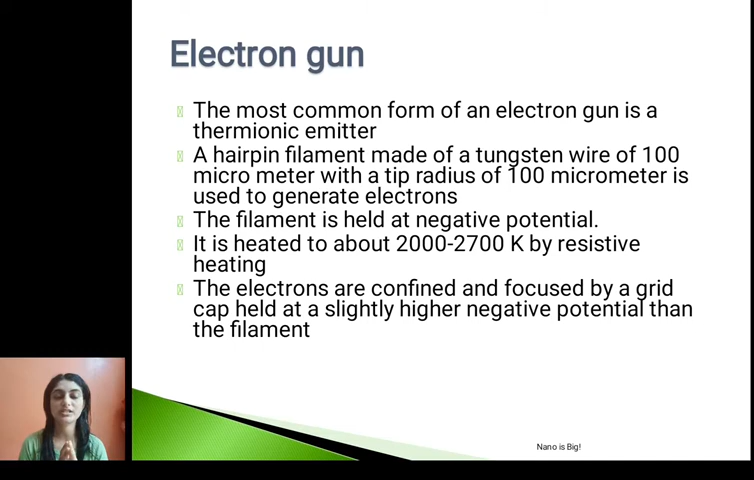 Electron gun
The most common form of an electron gun is a
thermionic emitter
A hairpin filament made of a tungsten wire of 100
micro meter with a tip radius of 100 micrometer is
used to generate electrons
The filament is held at negative potential.
It is heated to about 2000-2700 K by resistive
heating
The electrons are confined and focused by a grid
cap held at a slightly higher negative potential than
the filament
Nano is Big!